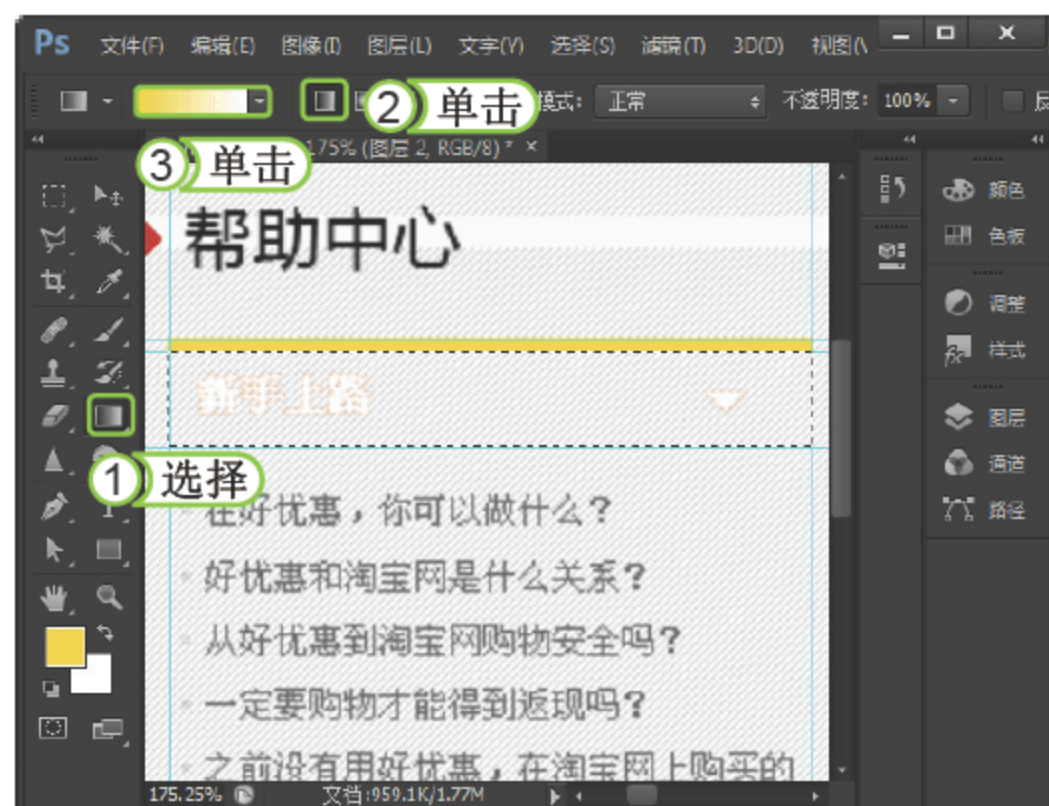 Ps 文件(F) 编辑(E) 图像(I) 图层(L) 文字(Y) 选择(S) 滤镜(T) 3D(D) 视图(V
② 单击 模式: 正常 不透明度: 100% 反
③ 单击 175% (图层 2, RGB/8) * ×
帮助中心
新手上路
① 选择
在好优惠，你可以做什么？
好优惠和淘宝网是什么关系？
从好优惠到淘宝网购物安全吗？
一定要购物才能得到返现吗？
之前没有用好优惠，在淘宝网上购买的
175.25% 文档:959.1K/1.77M
颜色
色板
调整
样式
图层
通道
路径